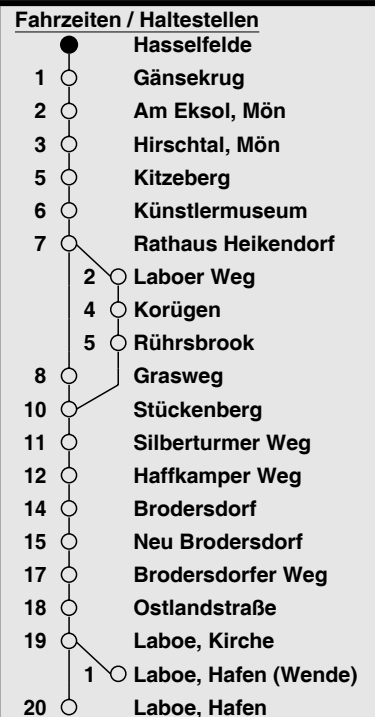 Fahrzeiten / Haltestellen
Hasselfelde
1 Gänsekrug
2 Am Eksol, Mön
3 Hirschtal, Mön
5 Kitzeberg
6 Künstlermuseum
7 Rathaus Heikendorf
2 Laboer Weg
4 Korügen
5 Rührsbrook
8 Grasweg
10 Stückenberg
11 Silberturmer Weg
12 Haffkamper Weg
14 Brodersdorf
15 Neu Brodersdorf
17 Brodersdorfer Weg
18 Ostlandstraße
19 Laboe, Kirche
1 Laboe, Hafen (Wende)
20 Laboe, Hafen